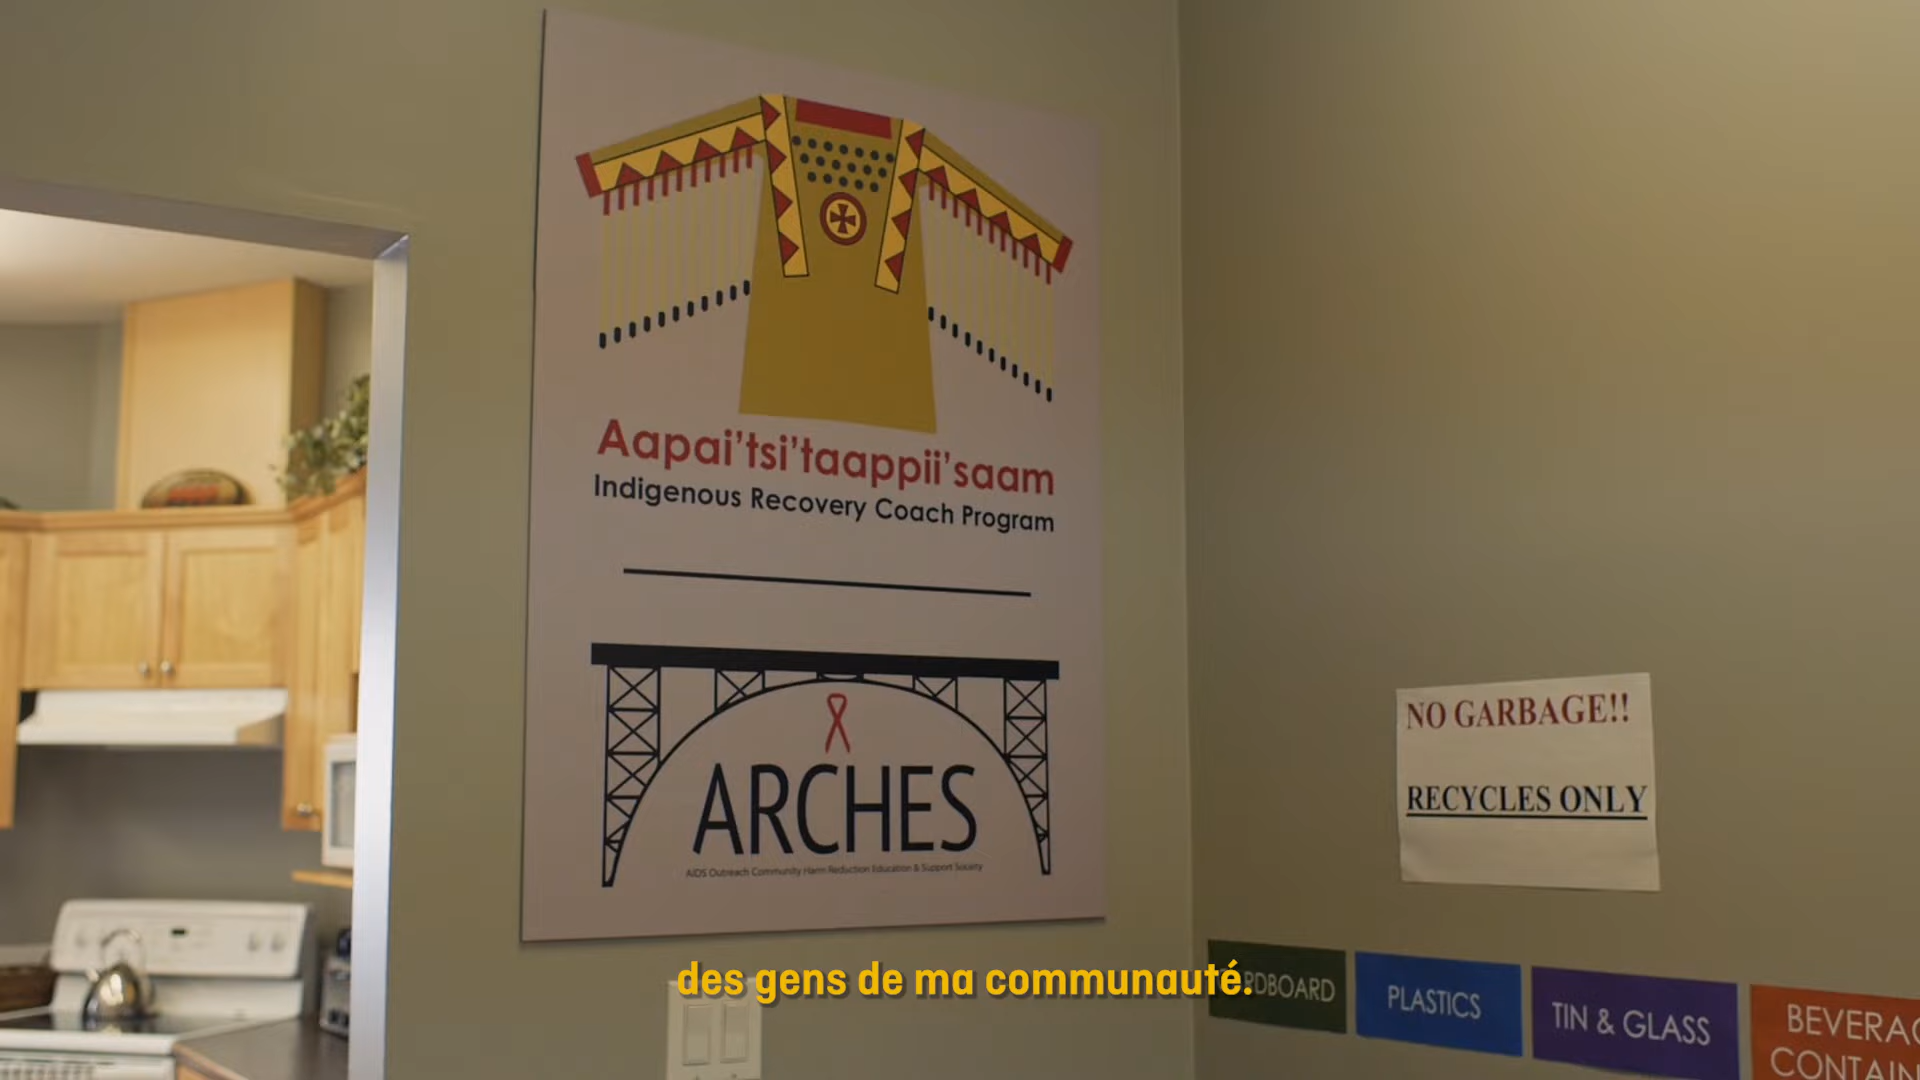 Aapai'tsi'taappii'saam
Indigenous Recovery Coach Program
ARCHES
AIDS Outreach Community Harm Reduction Education & Support Society
NO GARBAGE!!
RECYCLES ONLY
PLASTICS
TIN & GLASS
des gens de ma communauté.